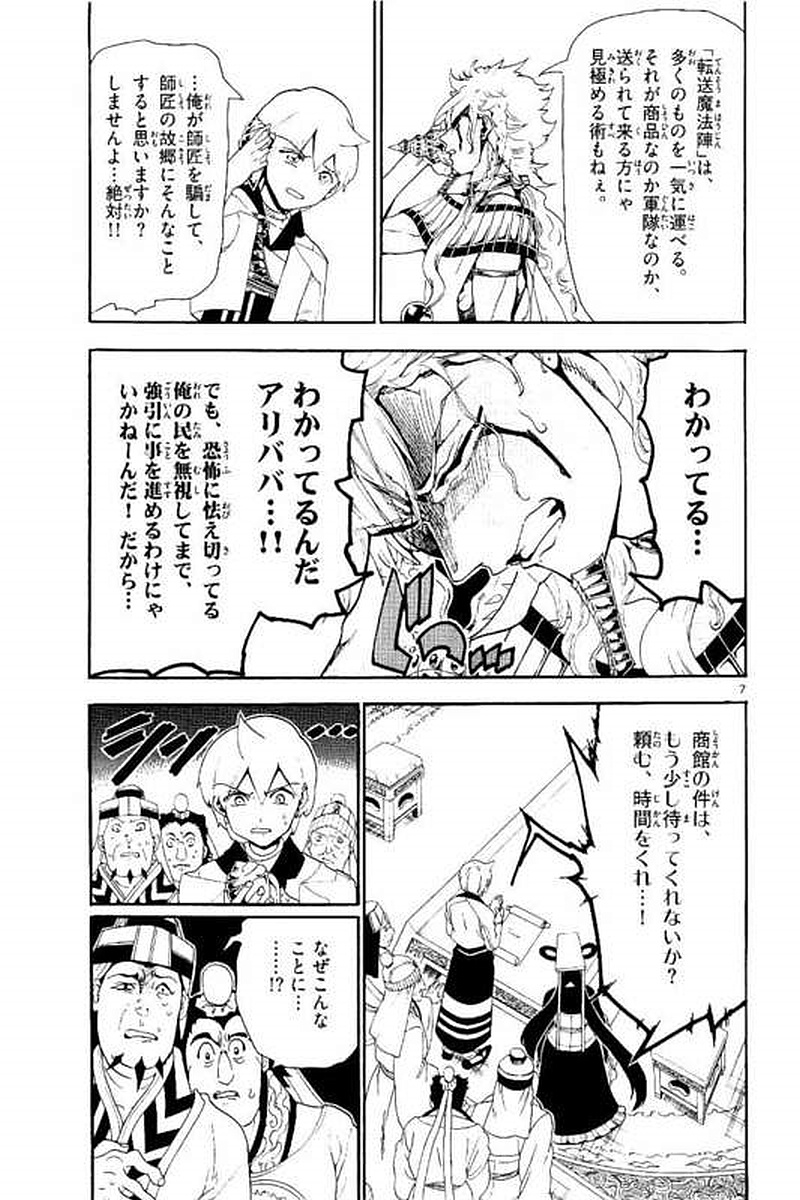 「転送魔法陣」は、
多くのものを一気に運べる。
それが商品なのか軍隊なのか、
送られて来る方にゃ
見極める術もねぇ。
…俺が師匠を騙して、
師匠の故郷にそんなこと
すると思いますか？
しませんよ…絶対!!
わかってる…
わかってるんだ
アリババ…!!
でも、恐怖に怯え切ってる
俺の民を無視してまで、
強引に事を進めるわけにゃ
いかねーんだ！だから…
7
商館の件は、
もう少し待ってくれないか？
頼む、時間をくれ…！
なぜこんな
ことに…
……!?